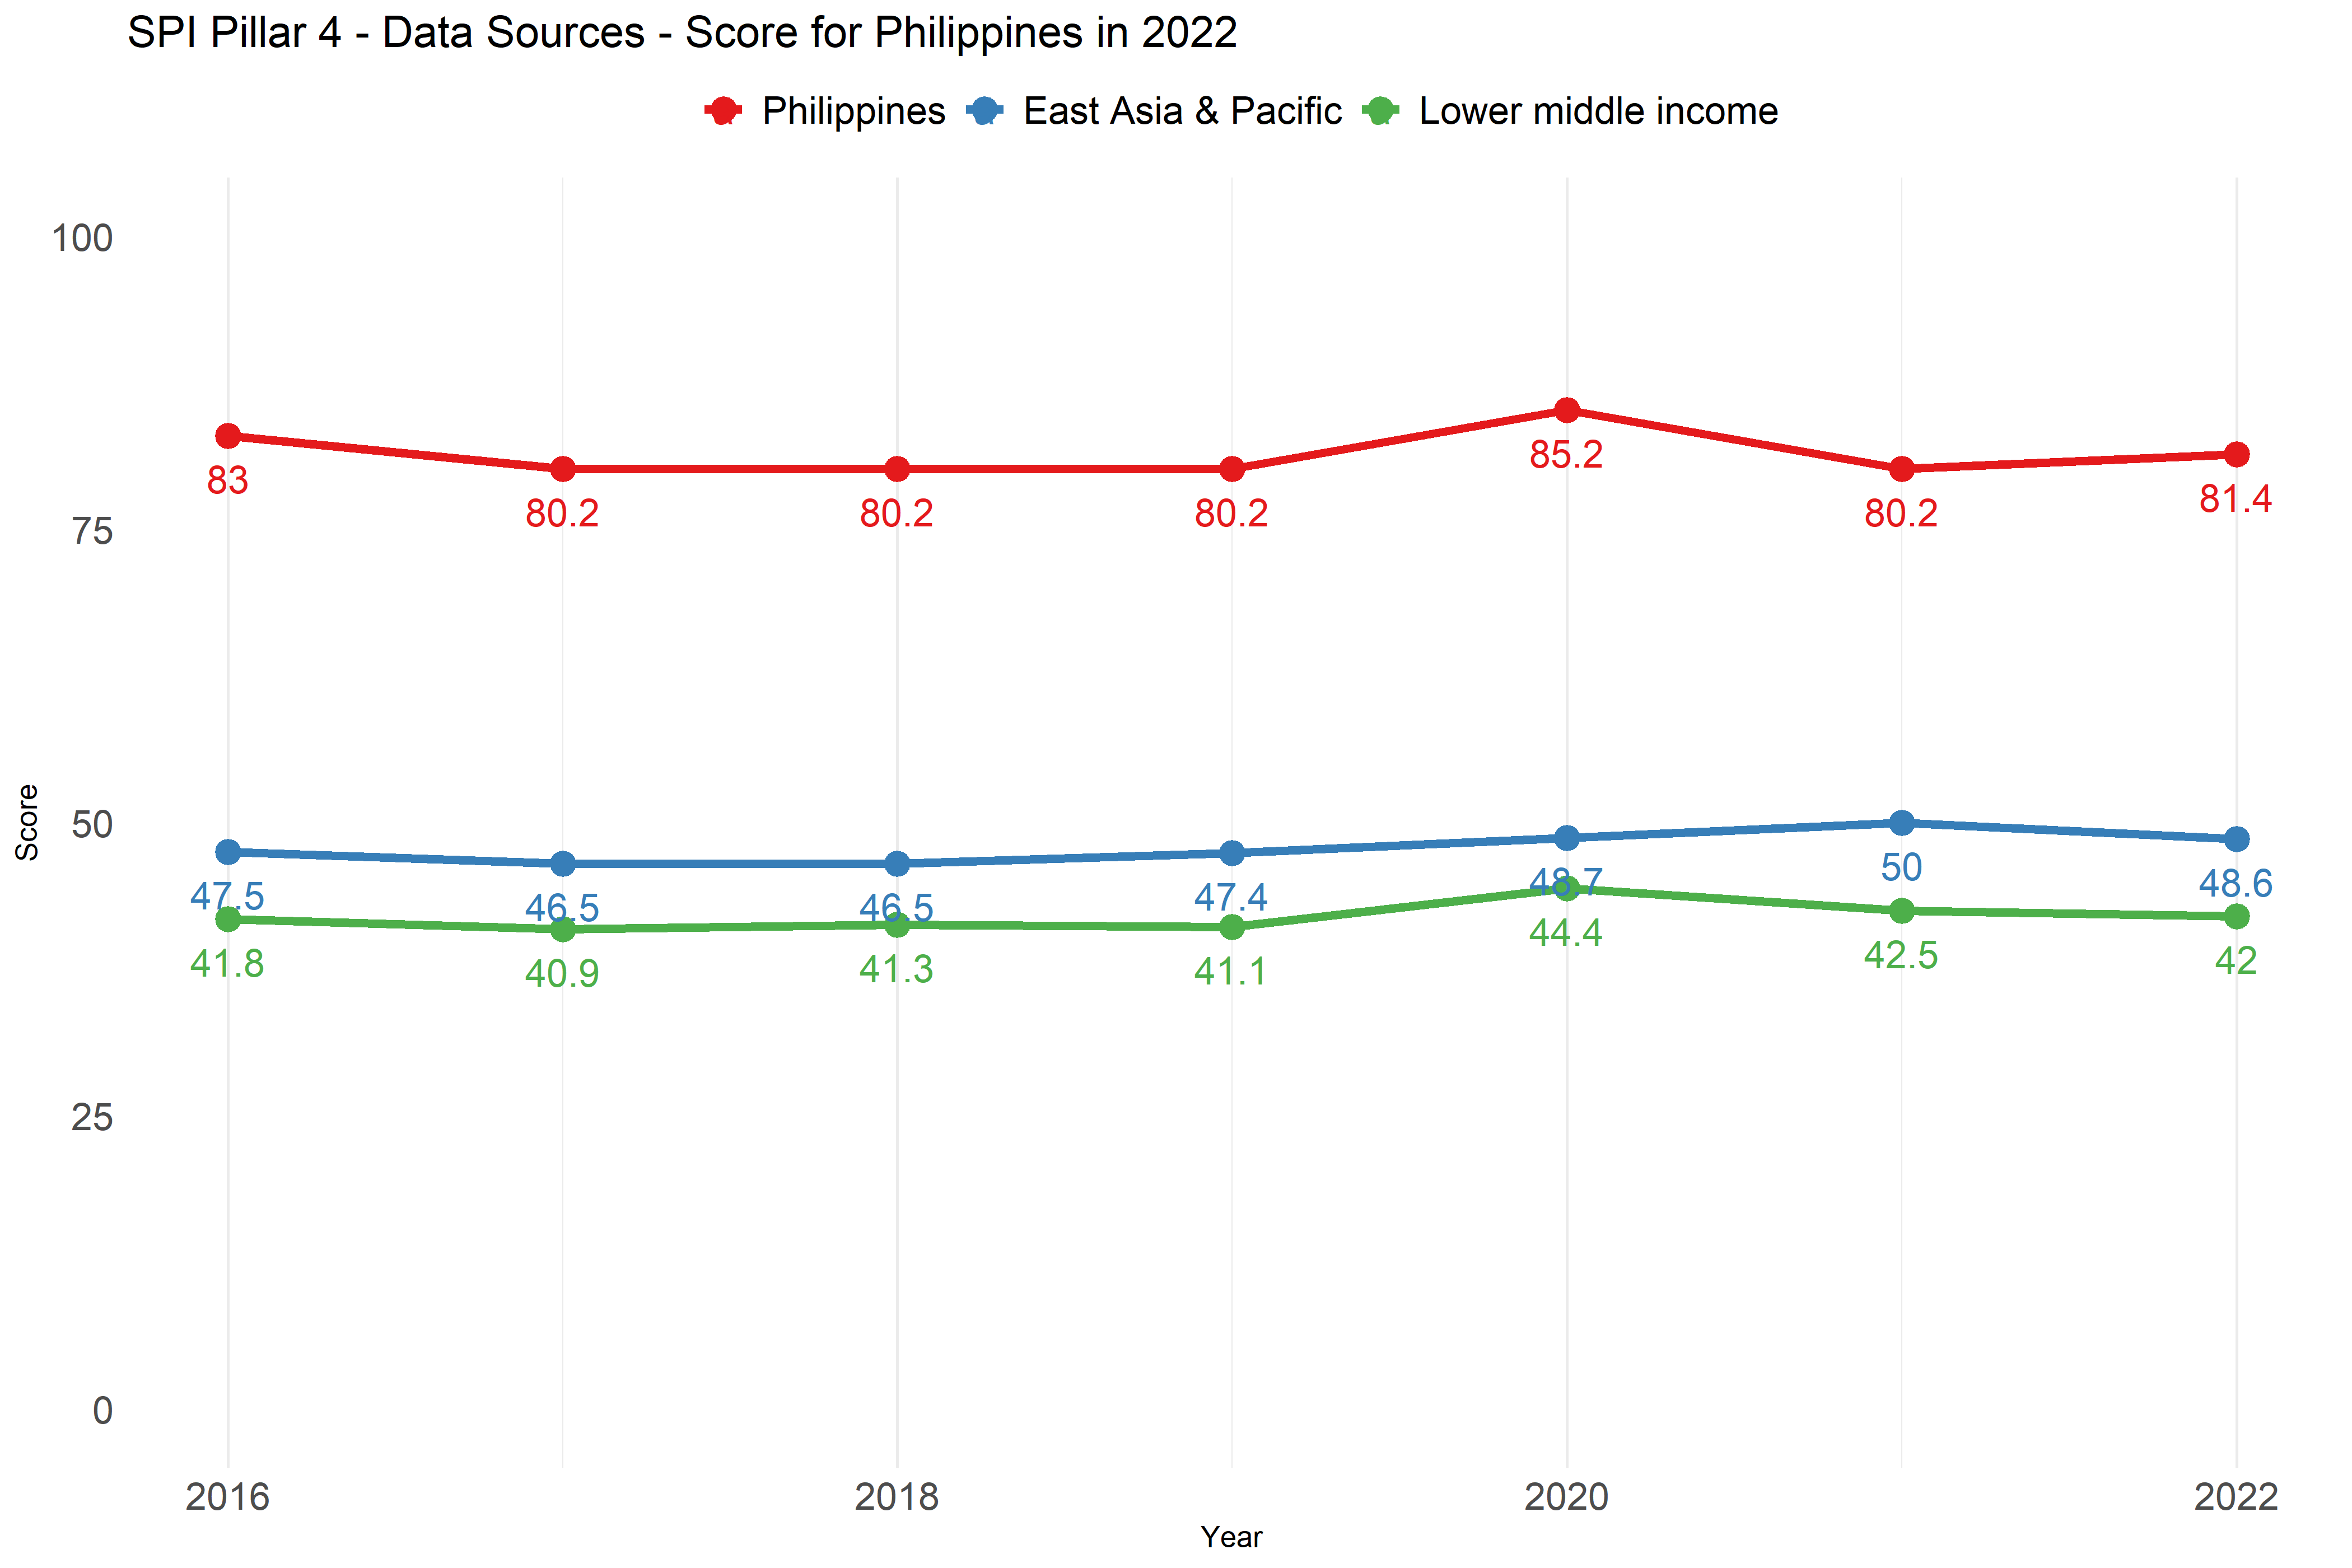 SPI Pillar 4 - Data Sources - Score for Philippines in 2022
Philippines East Asia & Pacific Lower middle income
100
75
50
25
0
Score
83 80.2 80.2 80.2 85.2 80.2 81.4
47.5 46.5 46.5 47.4 48.7 50 48.6
41.8 40.9 41.3 41.1 44.4 42.5 42
2016 2018 2020 2022
Year